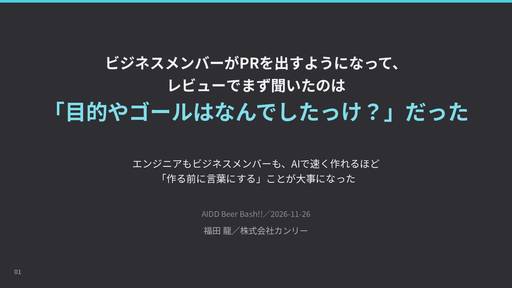 ビジネスメンバーがPRを出すようになって、
レビューでまず聞いたのは
「目的やゴールはなんでしたっけ？」だった
エンジニアもビジネスメンバーも、AIで速く作れるほど
「作る前に言葉にする」ことが大事になった
AIDD Beer Bash!!／2026-11-26
福田 龍／株式会社カンリー
01